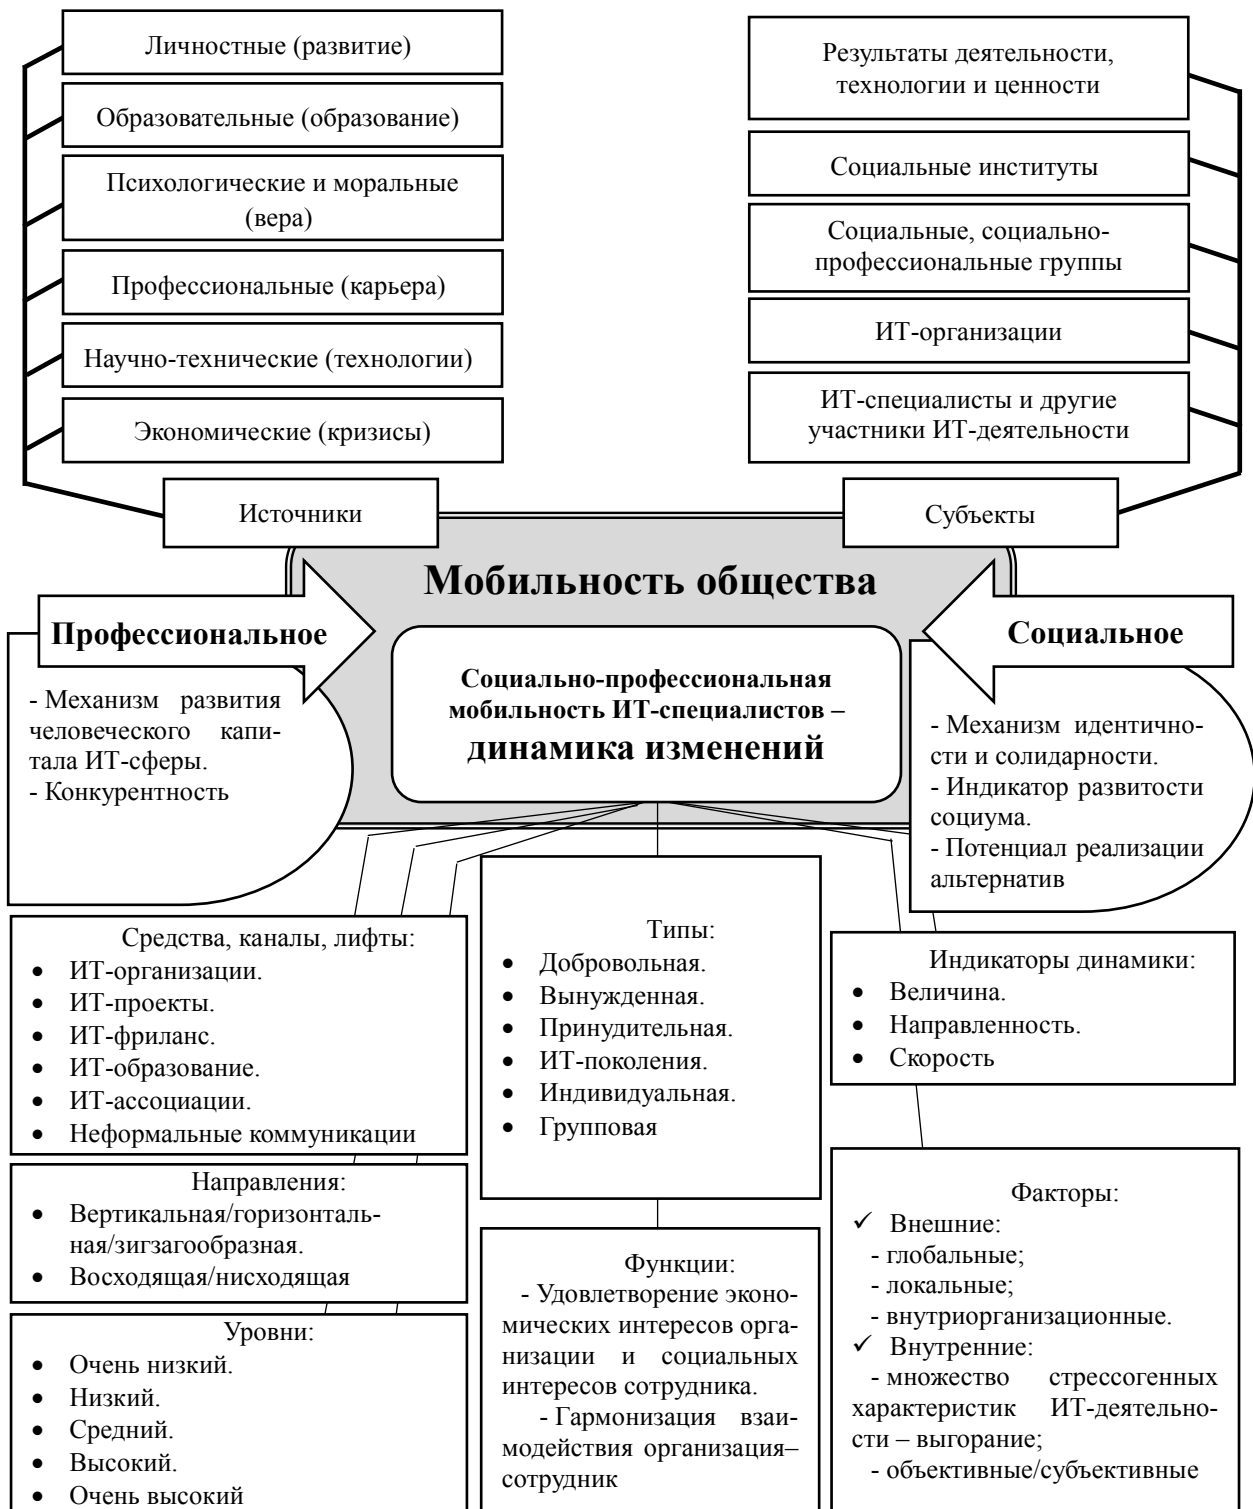 Личностные (развитие)
Образовательные (образование)
Психологические и моральные
(вера)
Профессиональные (карьера)
Научно-технические (технологии)
Экономические (кризисы)
Источники
Результаты деятельности,
технологии и ценности
Социальные институты
Социальные, социально-
профессиональные группы
ИТ-организации
ИТ-специалисты и другие
участники ИТ-деятельности
Субъекты
Мобильность общества
Социально-профессиональная
мобильность ИТ-специалистов –
динамика изменений
Профессиональное
- Механизм развития
человеческого капи-
тала ИТ-сферы.
- Конкурентность
Социальное
- Механизм идентично-
сти и солидарности.
- Индикатор развитости
социума.
- Потенциал реализации
альтернатив
Средства, каналы, лифты:
• ИТ-организации.
• ИТ-проекты.
• ИТ-фриланс.
• ИТ-образование.
• ИТ-ассоциации.
• Неформальные коммуникации
Направления:
• Вертикальная/горизонталь-
ная/зигзагообразная.
• Восходящая/нисходящая
Уровни:
• Очень низкий.
• Низкий.
• Средний.
• Высокий.
• Очень высокий
Типы:
• Добровольная.
• Вынужденная.
• Принудительная.
• ИТ-поколения.
• Индивидуальная.
• Групповая
Функции:
- Удовлетворение эконо-
мических интересов орга-
низации и социальных
интересов сотрудника.
- Гармонизация взаи-
модействия организация–
сотрудник
Индикаторы динамики:
• Величина.
• Направленность.
• Скорость
Факторы:
✓ Внешние:
- глобальные;
- локальные;
- внутриорганизационные.
✓ Внутренние:
- множество стрессогенных
характеристик ИТ-деятельно-
сти – выгорание;
- объективные/субъективные